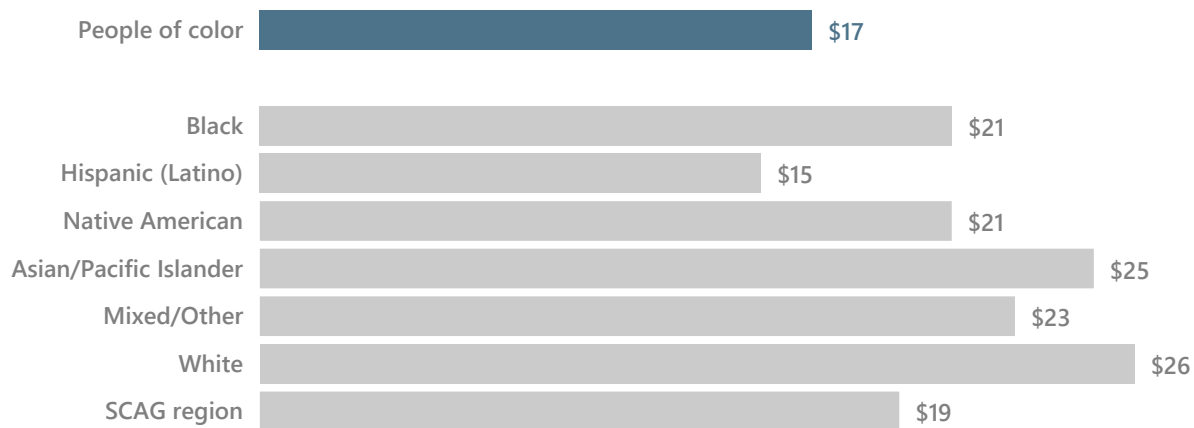 People of color $17
Black $21
Hispanic (Latino) $15
Native American $21
Asian/Pacific Islander $25
Mixed/Other $23
White $26
SCAG region $19